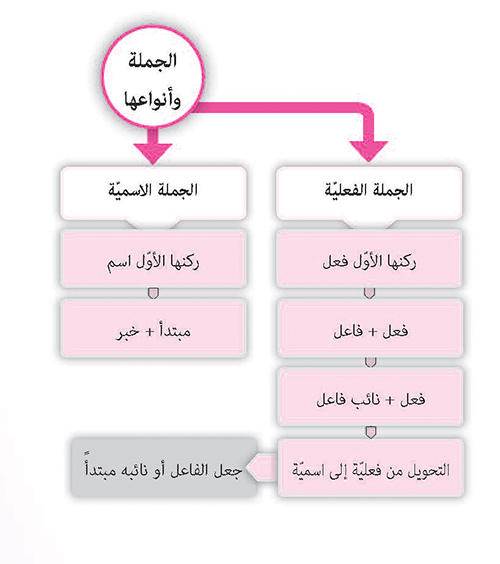 الجملة
وأنواعها
الجملة الفعليّة
ركنها الأوّل فعل
فعل + فاعل
فعل + نائب فاعل
التحويل من فعليّة إلى اسميّة
جعل الفاعل أو نائبه مبتدأً
الجملة الاسميّة
ركنها الأوّل اسم
مبتدأ + خبر